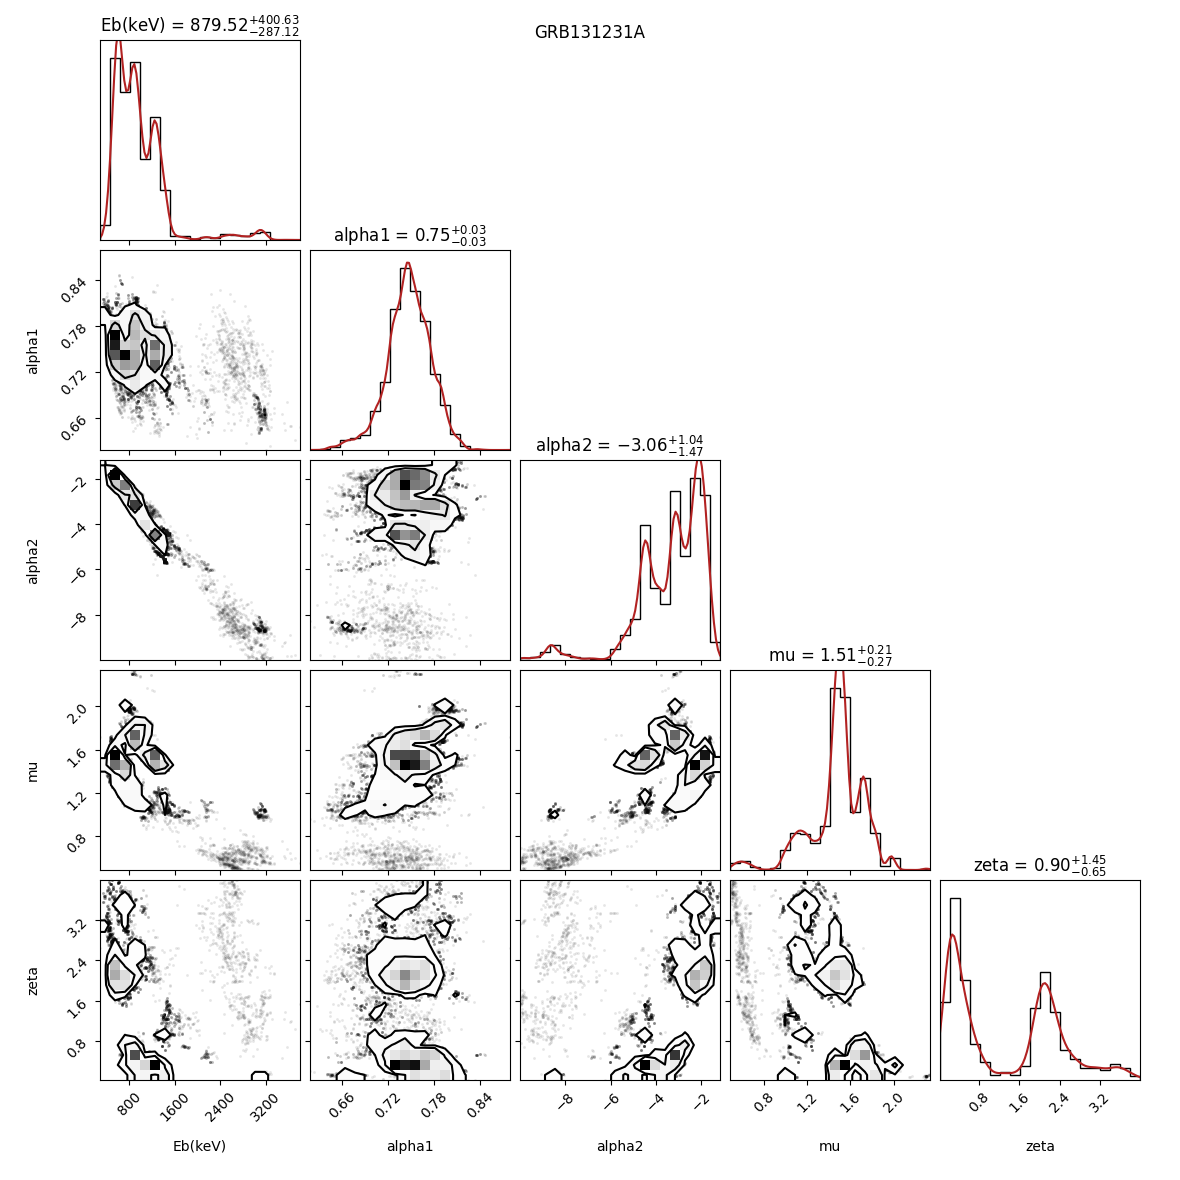 GRB131231A
Eb(keV) = 879.52 +400.63 −287.12
alpha1 = 0.75 +0.03 −0.03
0.84
0.78
0.72
0.66
alpha1
alpha2 = −3.06 +1.04 −1.47
−2
−4
−6
−8
alpha2
mu = 1.51 +0.21 −0.27
2.0
1.6
1.2
0.8
mu
zeta = 0.90 +1.45 −0.65
3.2
2.4
1.6
0.8
zeta
800 1600 2400 3200 0.66 0.72 0.78 0.84 −8 −6 −4 −2 0.8 1.2 1.6 2.0 0.8 1.6 2.4 3.2
Eb(keV) alpha1 alpha2 mu zeta